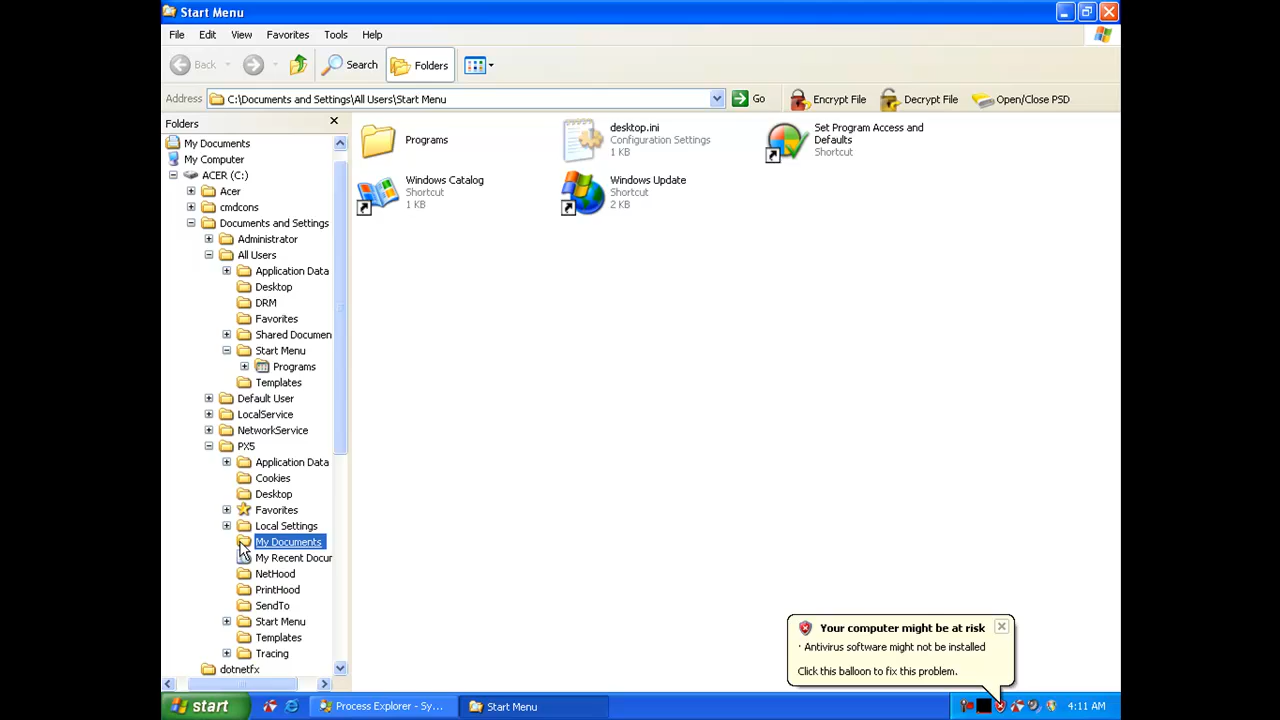 Start Menu
File Edit View Favorites Tools Help
Back Search Folders
Address C:\Documents and Settings\All Users\Start Menu Go Encrypt File Decrypt File Open/Close PSD
Folders
My Documents
My Computer
ACER (C:)
Acer
cmdcons
Documents and Settings
Administrator
All Users
Application Data
Desktop
DRM
Favorites
Shared Documen
Start Menu
Programs
Templates
Default User
LocalService
NetworkService
PX5
Application Data
Cookies
Desktop
Favorites
Local Settings
My Documents
My Recent Docur
NetHood
PrintHood
SendTo
Start Menu
Templates
Tracing
dotnetfx
Programs
desktop.ini
Configuration Settings
1 KB
Set Program Access and
Defaults
Shortcut
Windows Catalog
Shortcut
1 KB
Windows Update
Shortcut
2 KB
Your computer might be at risk
· Antivirus software might not be installed
Click this balloon to fix this problem.
start Process Explorer - Sy... Start Menu 4:11 AM